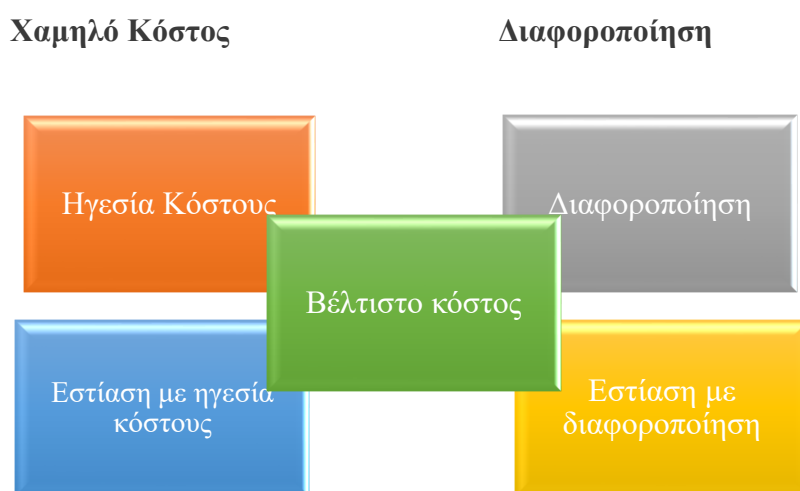 Χαμηλό Κόστος
Διαφοροποίηση
Ηγεσία Κόστους
Διαφοροποίηση
Βέλτιστο κόστος
Εστίαση με ηγεσία
κόστους
Εστίαση με
διαφοροποίηση